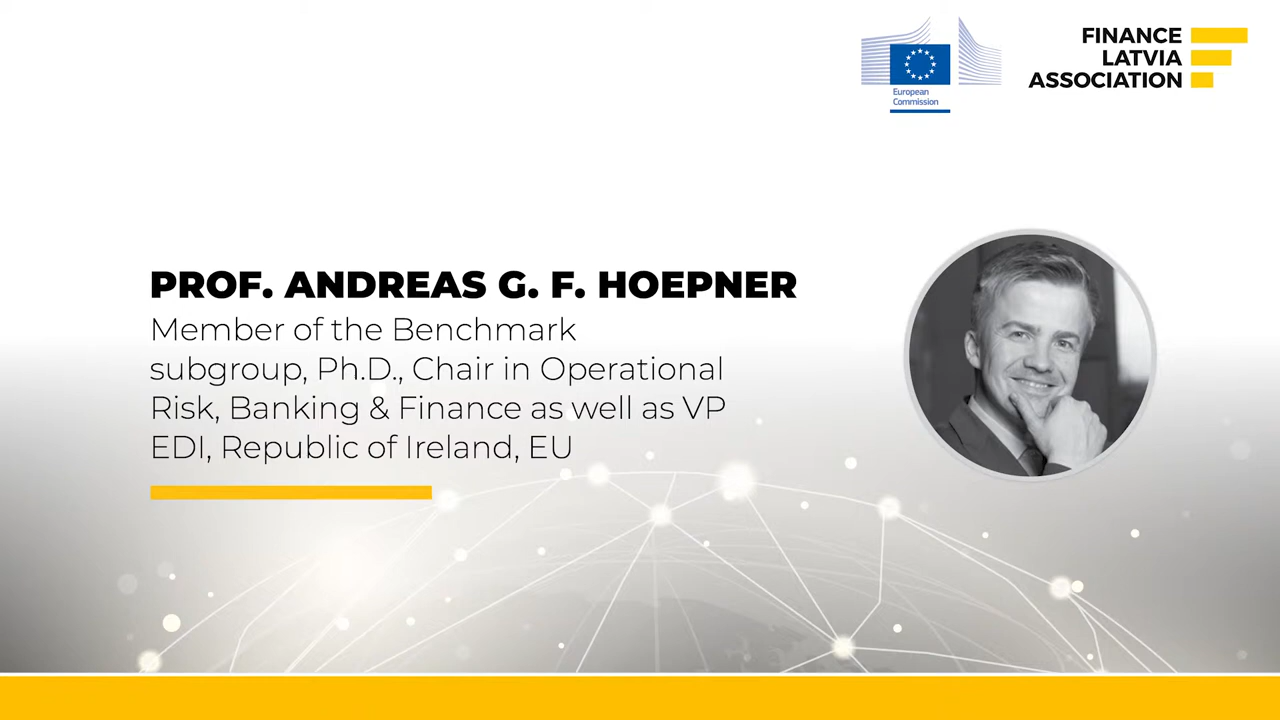 European
Commission
FINANCE
LATVIA
ASSOCIATION
PROF. ANDREAS G. F. HOEPNER
Member of the Benchmark
subgroup, Ph.D., Chair in Operational
Risk, Banking & Finance as well as VP
EDI, Republic of Ireland, EU